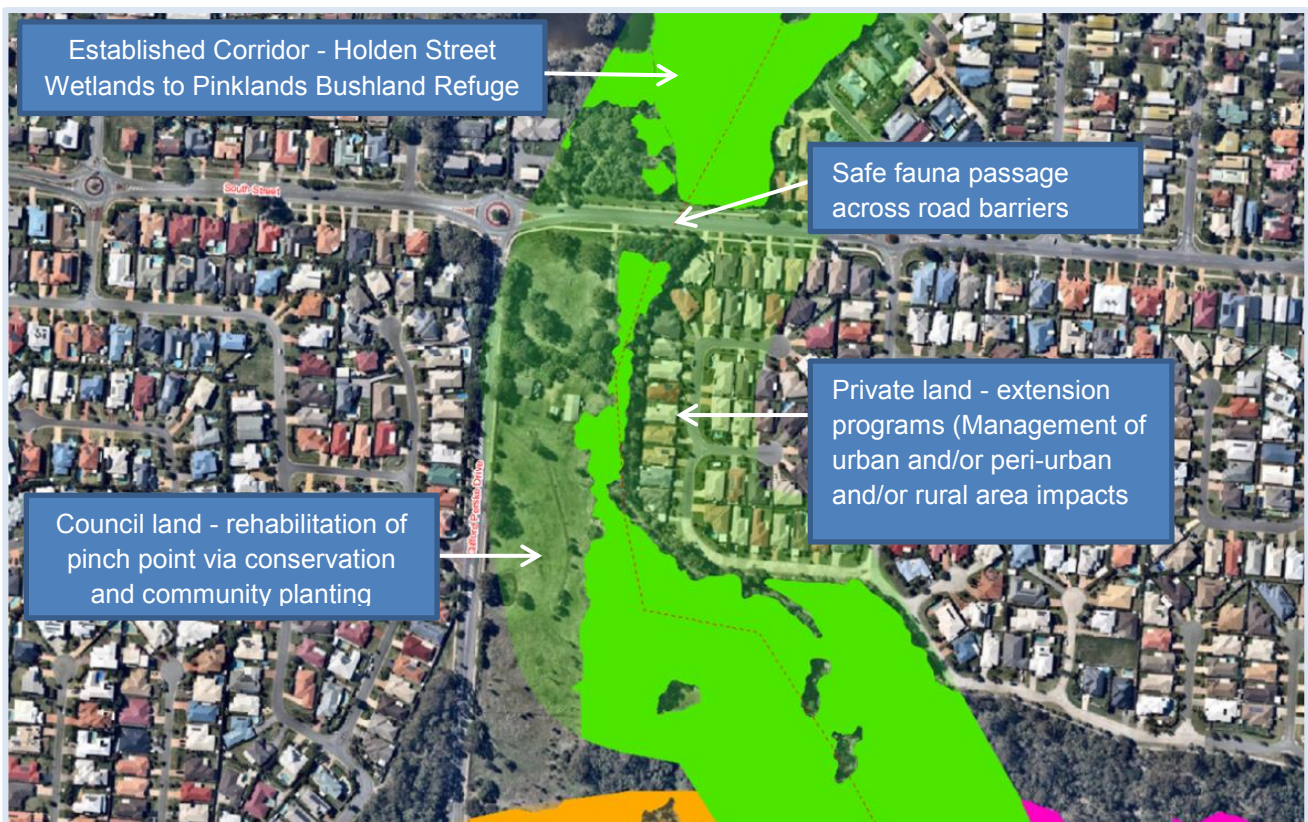 Established Corridor - Holden Street
Wetlands to Pinklands Bushland Refuge
South Street
Safe fauna passage
across road barriers
Private land - extension
programs (Management of
urban and/or peri-urban
and/or rural area impacts
Council land - rehabilitation of
pinch point via conservation
and community planting
Drive